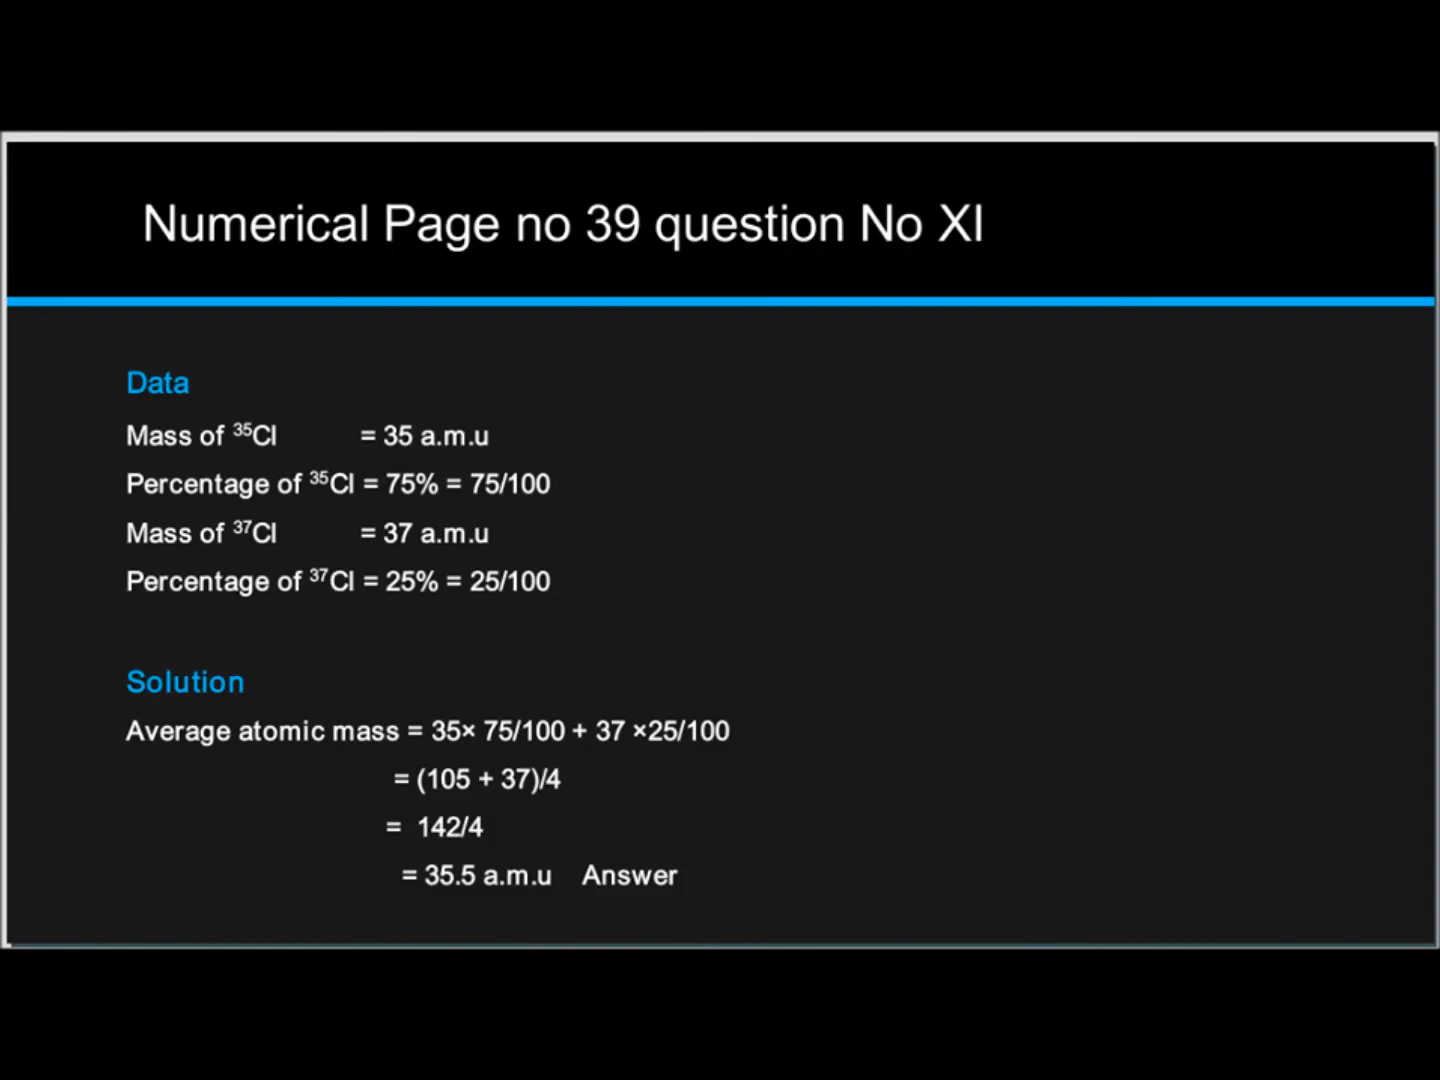 Numerical Page no 39 question No XI
Data
Mass of ³⁵Cl = 35 a.m.u
Percentage of ³⁵Cl = 75% = 75/100
Mass of ³⁷Cl = 37 a.m.u
Percentage of ³⁷Cl = 25% = 25/100
Solution
Average atomic mass = 35× 75/100 + 37 ×25/100
= (105 + 37)/4
= 142/4
= 35.5 a.m.u Answer